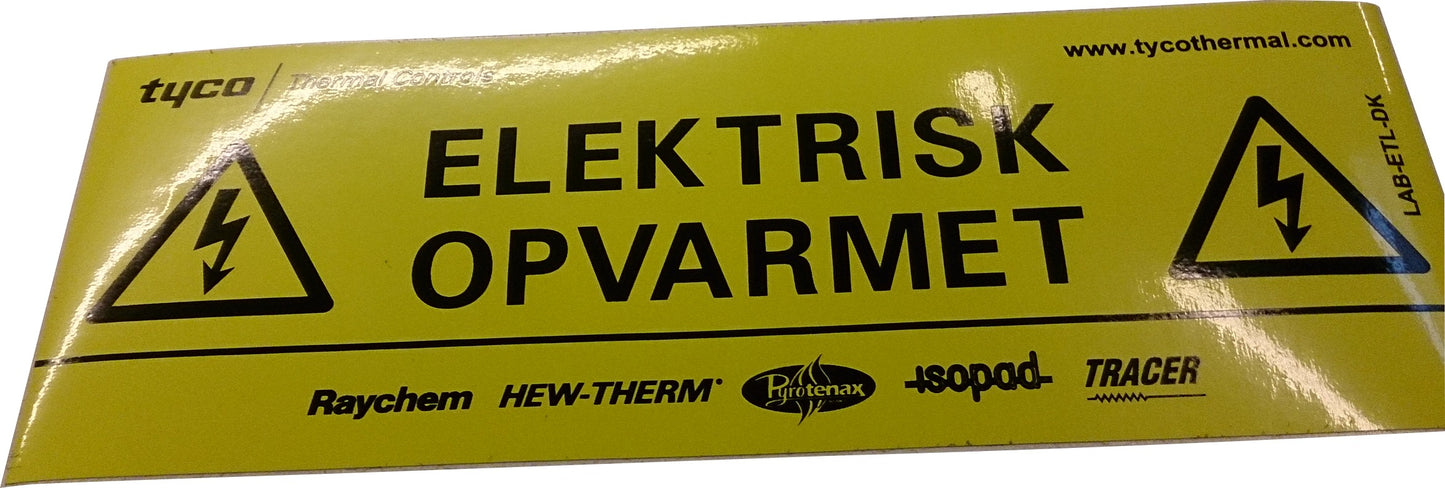 tyco Thermal Controls
www.tycothermal.com
ELEKTRISK
OPVARMET
LAB-ETL-DK
Raychem HEW-THERM® Pyrotenax isopad TRACER